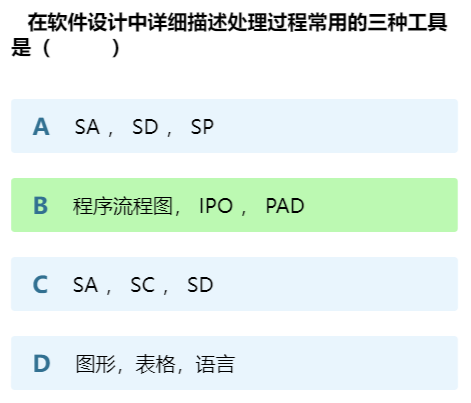 在软件设计中详细描述处理过程常用的三种工具
是（　　　）
A SA ， SD ， SP
B 程序流程图， IPO ， PAD
C SA ， SC ， SD
D 图形，表格，语言